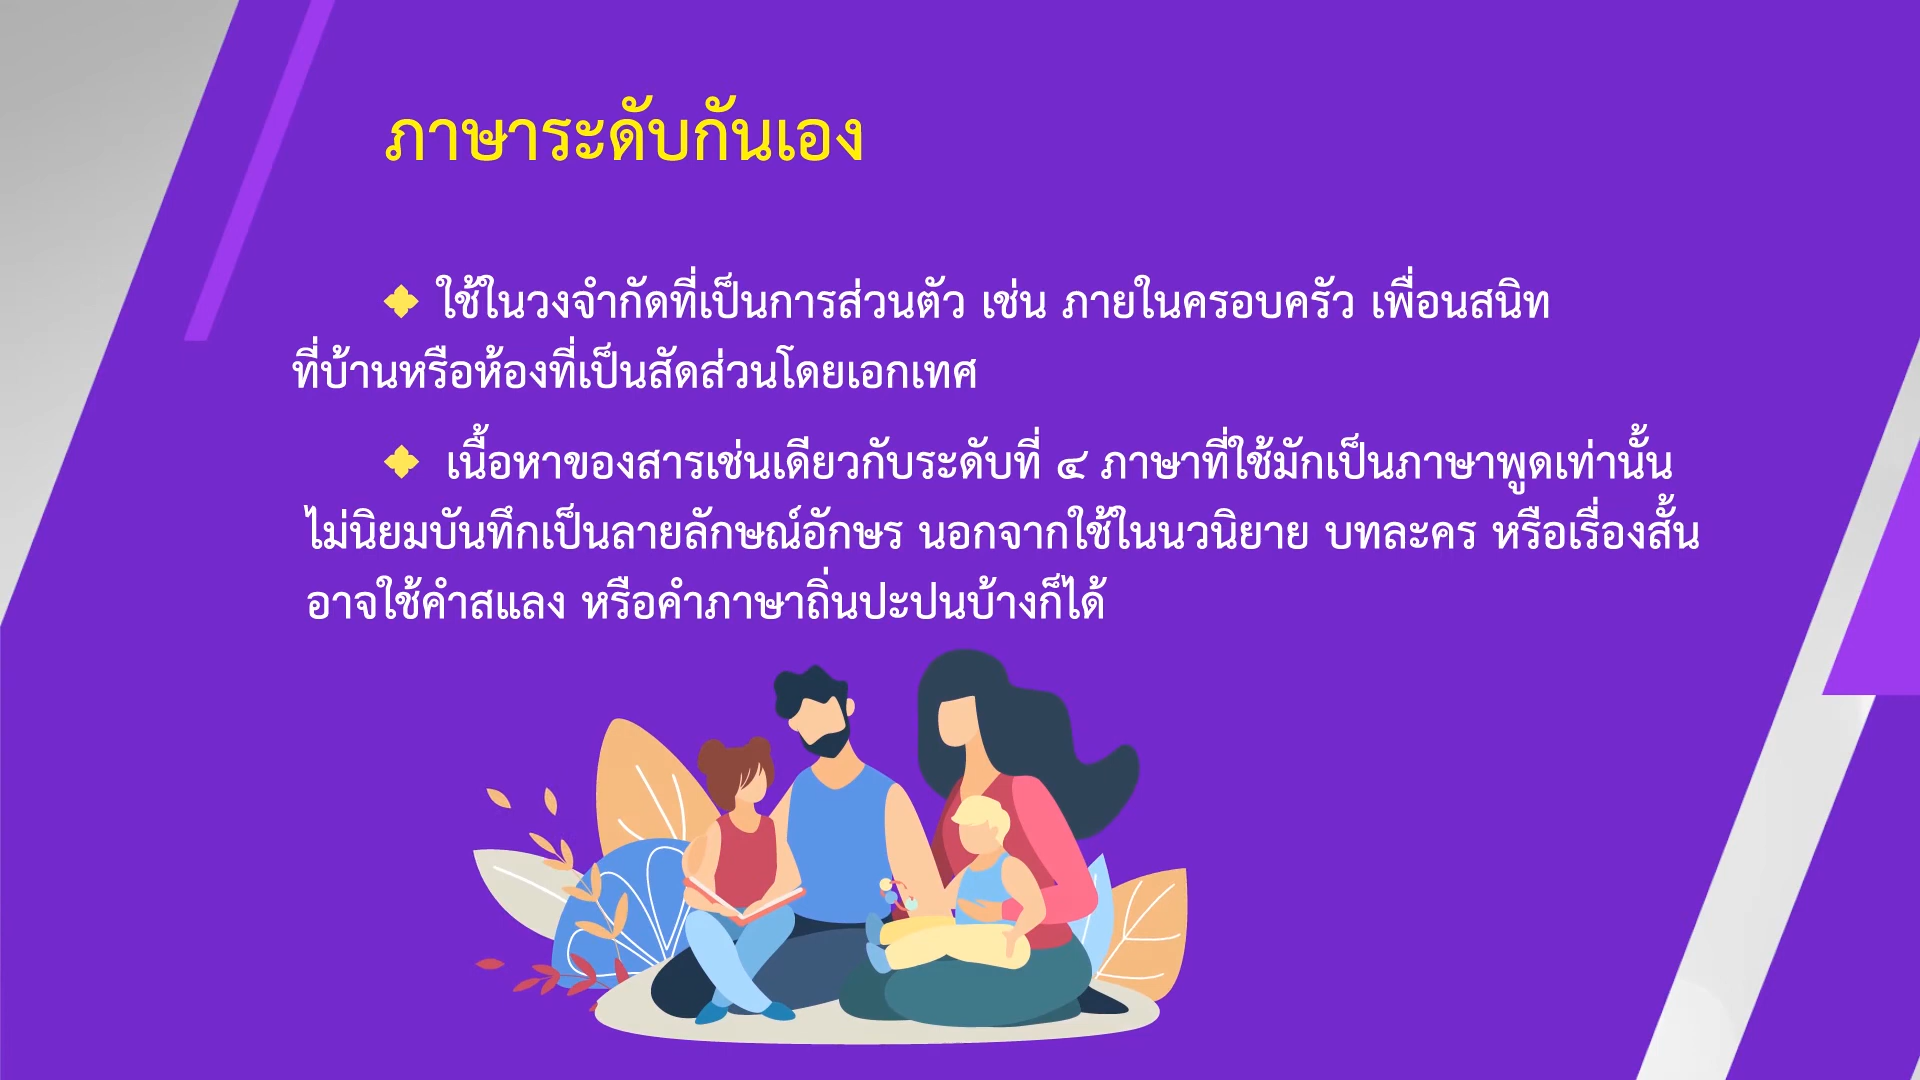 ภาษาระดับกันเอง
ใช้ในวงจำกัดที่เป็นการส่วนตัว เช่น ภายในครอบครัว เพื่อนสนิท
ที่บ้านหรือห้องที่เป็นสัดส่วนโดยเอกเทศ
เนื้อหาของสารเช่นเดียวกับระดับที่ ๔ ภาษาที่ใช้มักเป็นภาษาพูดเท่านั้น
ไม่นิยมบันทึกเป็นลายลักษณ์อักษร นอกจากใช้ในนวนิยาย บทละคร หรือเรื่องสั้น
อาจใช้คำสแลง หรือคำภาษาถิ่นปะปนบ้างก็ได้